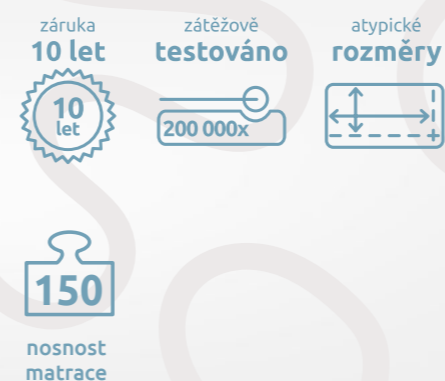 záruka
10 let
10
let
zátěžově
testováno
200 000x
atypické
rozměry
150
nosnost
matrace